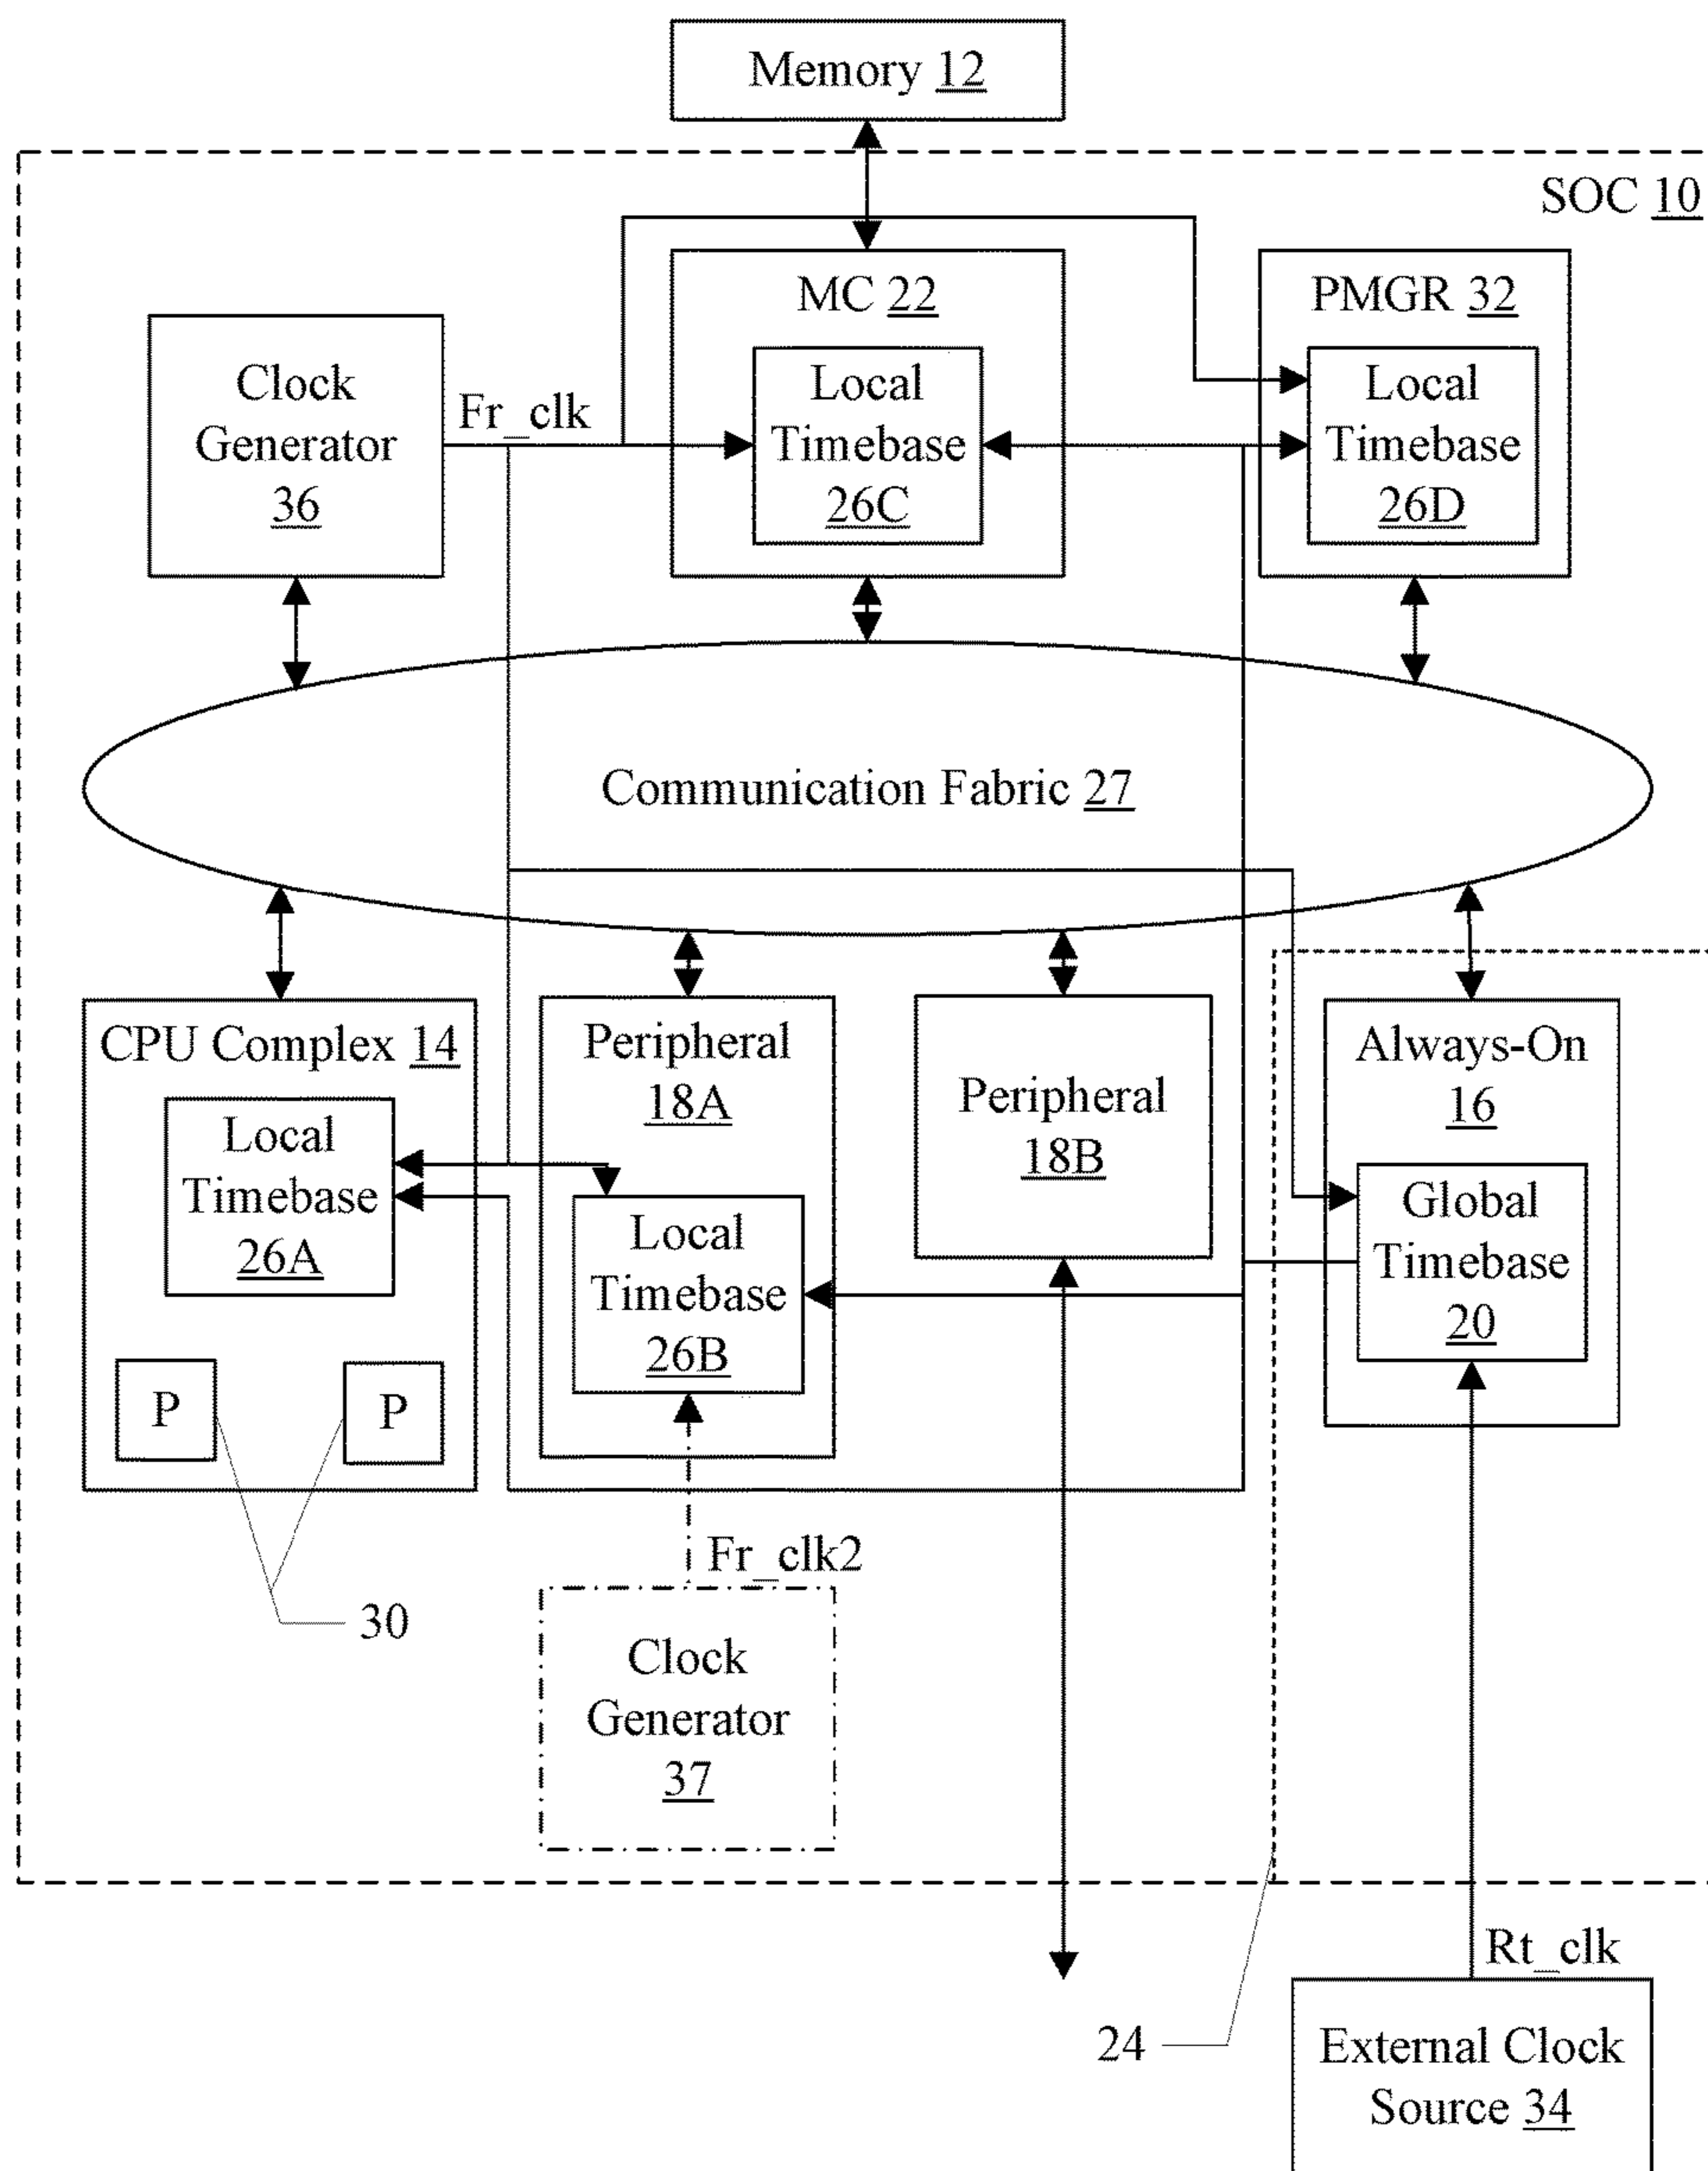 Memory 12
SOC 10
MC 22
PMGR 32
Clock
Generator
36
Fr_clk
Local
Timebase
26C
Local
Timebase
26D
Communication Fabric 27
CPU Complex 14
Local
Timebase
26A
P
P
30
Peripheral
18A
Local
Timebase
26B
Peripheral
18B
Always-On
16
Global
Timebase
20
Fr_clk2
Clock
Generator
37
Rt_clk
24
External Clock
Source 34